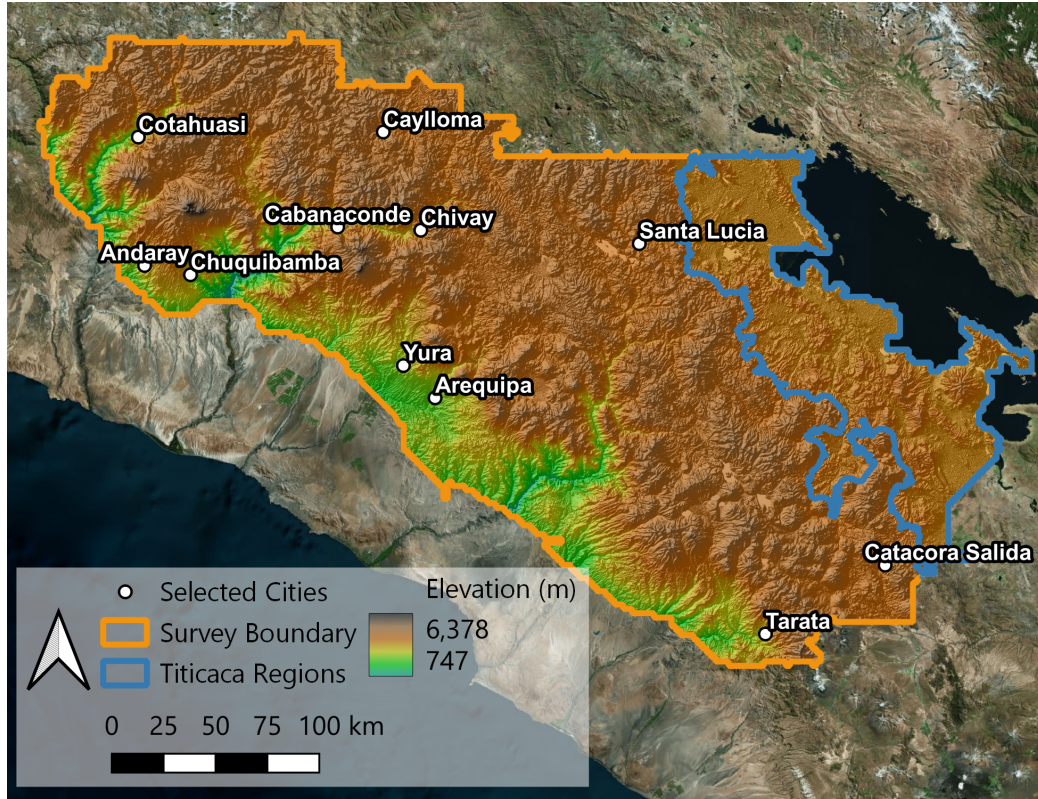 Cotahuasi
Caylloma
Cabanaconde
Chivay
Santa Lucia
Andaray
Chuquibamba
Yura
Arequipa
Catacora Salida
Tarata
Selected Cities
Survey Boundary
Titicaca Regions
Elevation (m)
6,378
747
0 25 50 75 100 km